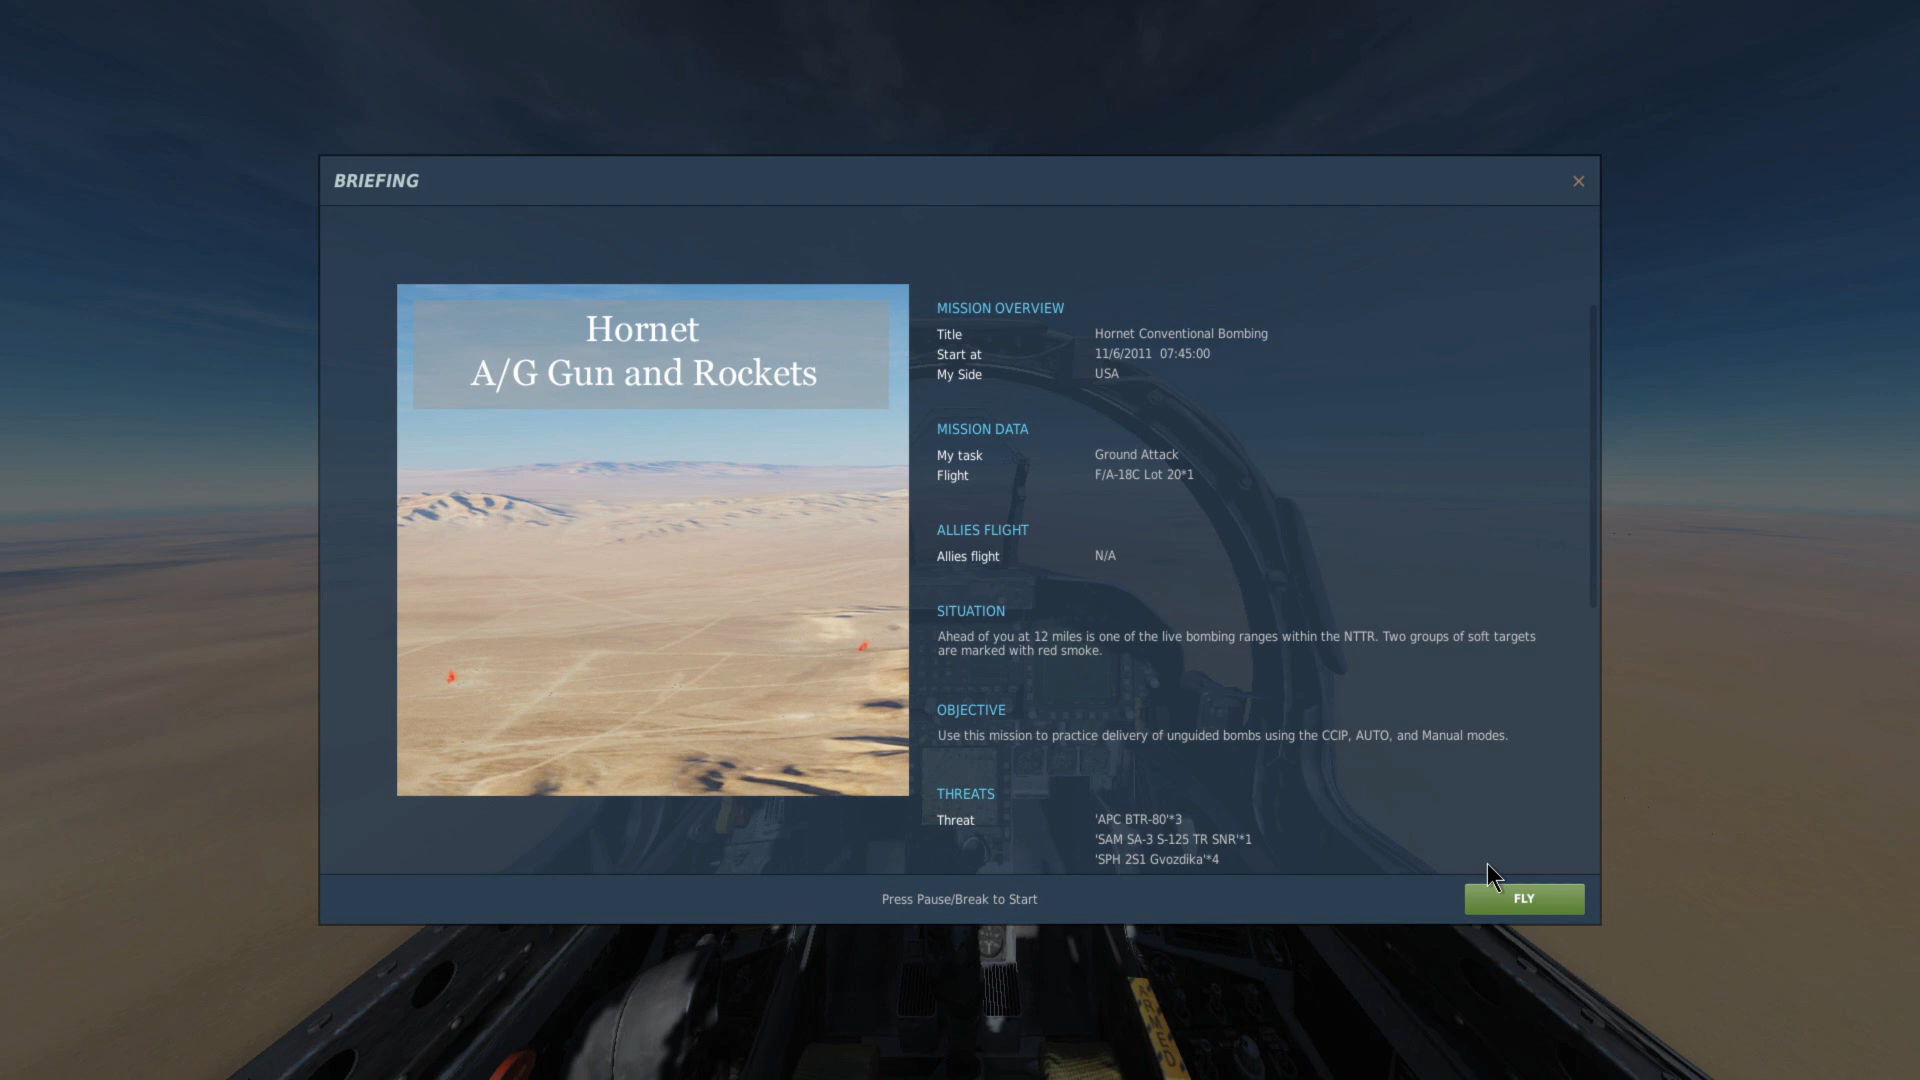 BRIEFING
Hornet
A/G Gun and Rockets
MISSION OVERVIEW
Title Hornet Conventional Bombing
Start at 11/6/2011 07:45:00
My Side USA
MISSION DATA
My task Ground Attack
Flight F/A-18C Lot 20*1
ALLIES FLIGHT
Allies flight N/A
SITUATION
Ahead of you at 12 miles is one of the live bombing ranges within the NTTR. Two groups of soft targets
are marked with red smoke.
OBJECTIVE
Use this mission to practice delivery of unguided bombs using the CCIP, AUTO, and Manual modes.
THREATS
Threat 'APC BTR-80'*3
'SAM SA-3 S-125 TR SNR'*1
'SPH 2S1 Gvozdika'*4
Press Pause/Break to Start
FLY
ARMED